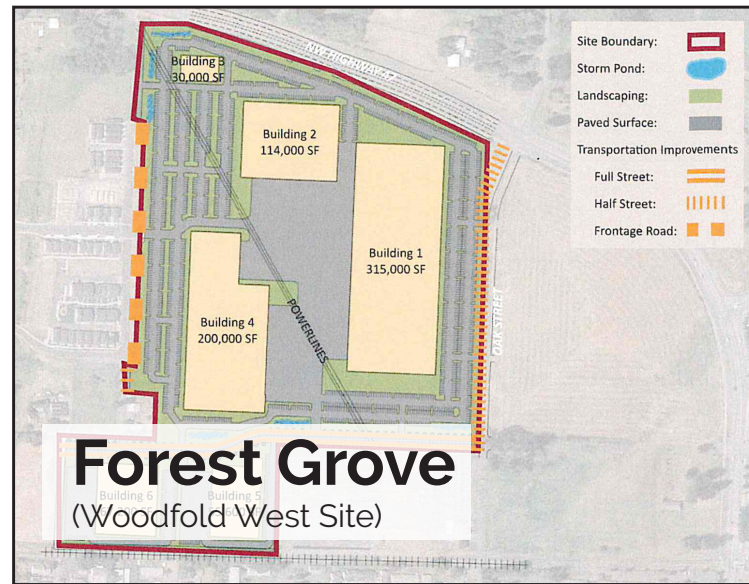 NW HIGHWAY 47
Site Boundary:
Storm Pond:
Landscaping:
Paved Surface:
Transportation Improvements
Full Street:
Half Street:
Frontage Road:
Building 3
30,000 SF
Building 2
114,000 SF
Building 1
315,000 SF
Building 4
200,000 SF
POWERLINES
OAK STREET
Forest Grove
(Woodfold West Site)
Building 6
Building 5